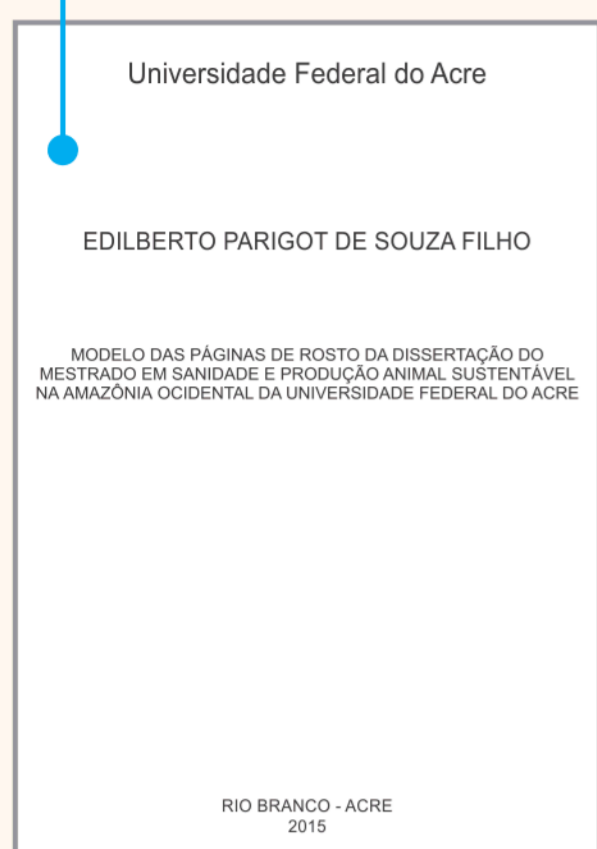 Universidade Federal do Acre
EDILBERTO PARIGOT DE SOUZA FILHO
MODELO DAS PÁGINAS DE ROSTO DA DISSERTAÇÃO DO
MESTRADO EM SANIDADE E PRODUÇÃO ANIMAL SUSTENTÁVEL
NA AMAZÔNIA OCIDENTAL DA UNIVERSIDADE FEDERAL DO ACRE
RIO BRANCO - ACRE
2015